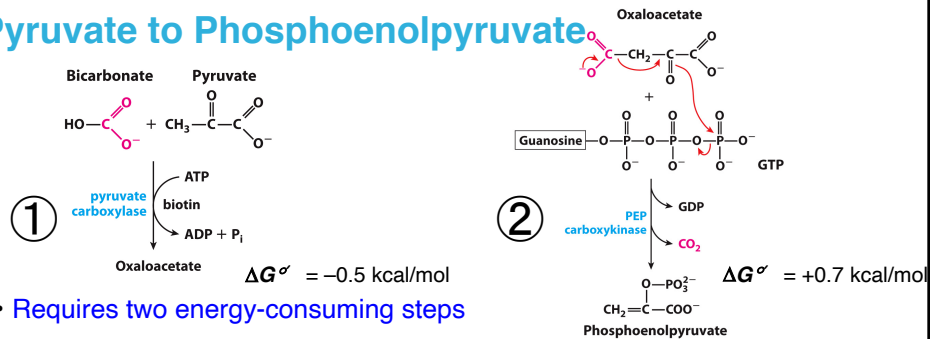 Pyruvate to Phosphoenolpyruvate
Bicarbonate Pyruvate
HO—C O O⁻ + CH₃—C—C O O O⁻
① pyruvate carboxylase
ATP
biotin
ADP + Pᵢ
Oxaloacetate
ΔG°′ = –0.5 kcal/mol
• Requires two energy-consuming steps
Oxaloacetate
O ⁻O C—CH₂—C—C O O O⁻
+
Guanosine —O—P—O—P—O—P—O⁻
O O O
O⁻ O⁻ O⁻
GTP
② PEP carboxykinase
GDP
CO₂
ΔG°′ = +0.7 kcal/mol
O—PO₃²⁻
CH₂=C—COO⁻
Phosphoenolpyruvate